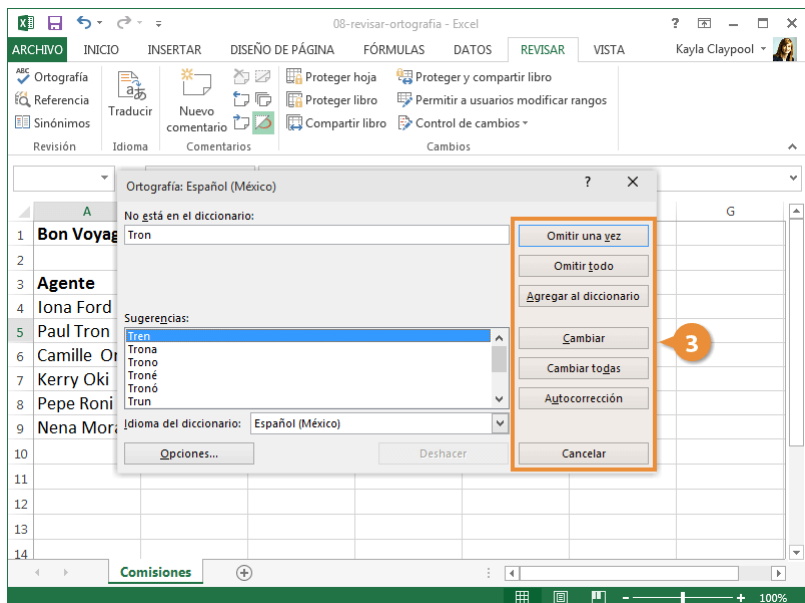 08-revisar-ortografia - Excel
ARCHIVO INICIO INSERTAR DISEÑO DE PÁGINA FÓRMULAS DATOS REVISAR VISTA Kayla Claypool
ABC Ortografía
Referencia
Sinónimos
Revisión
Traducir
Idioma
Nuevo
comentario
Comentarios
Proteger hoja
Proteger libro
Compartir libro
Proteger y compartir libro
Permitir a usuarios modificar rangos
Control de cambios
Cambios
A G
1 Bon Voyag
2
3 Agente
4 Iona Ford
5 Paul Tron
6 Camille Or
7 Kerry Oki
8 Pepe Roni
9 Nena Mora
10
11
12
13
14
Ortografía: Español (México) ?
No está en el diccionario:
Tron
Sugerencias:
Tren
Trona
Trono
Troné
Tronó
Trun
Idioma del diccionario: Español (México)
Opciones... Deshacer
Omitir una vez
Omitir todo
Agregar al diccionario
Cambiar
Cambiar todas
Autocorrección
Cancelar
3
Comisiones
100%